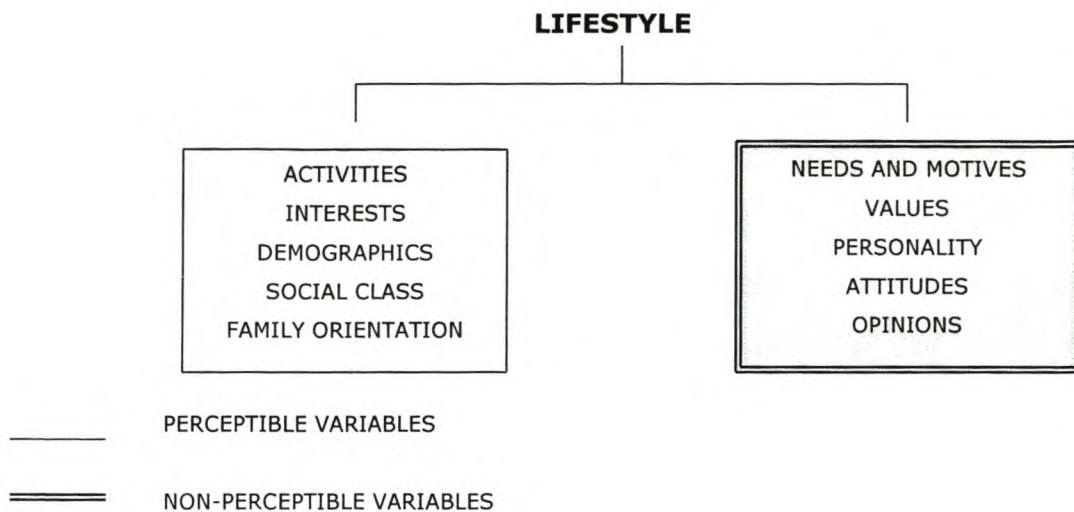 LIFESTYLE
ACTIVITIES
INTERESTS
DEMOGRAPHICS
SOCIAL CLASS
FAMILY ORIENTATION
NEEDS AND MOTIVES
VALUES
PERSONALITY
ATTITUDES
OPINIONS
PERCEPTIBLE VARIABLES
NON-PERCEPTIBLE VARIABLES